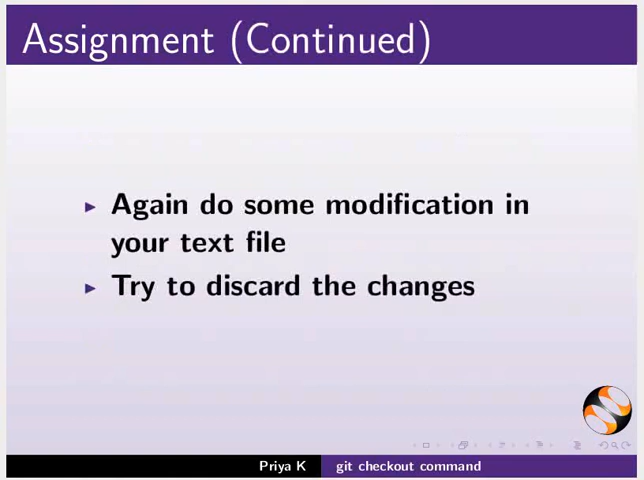 Assignment (Continued)
Again do some modification in
your text file
Try to discard the changes
Priya K
git checkout command